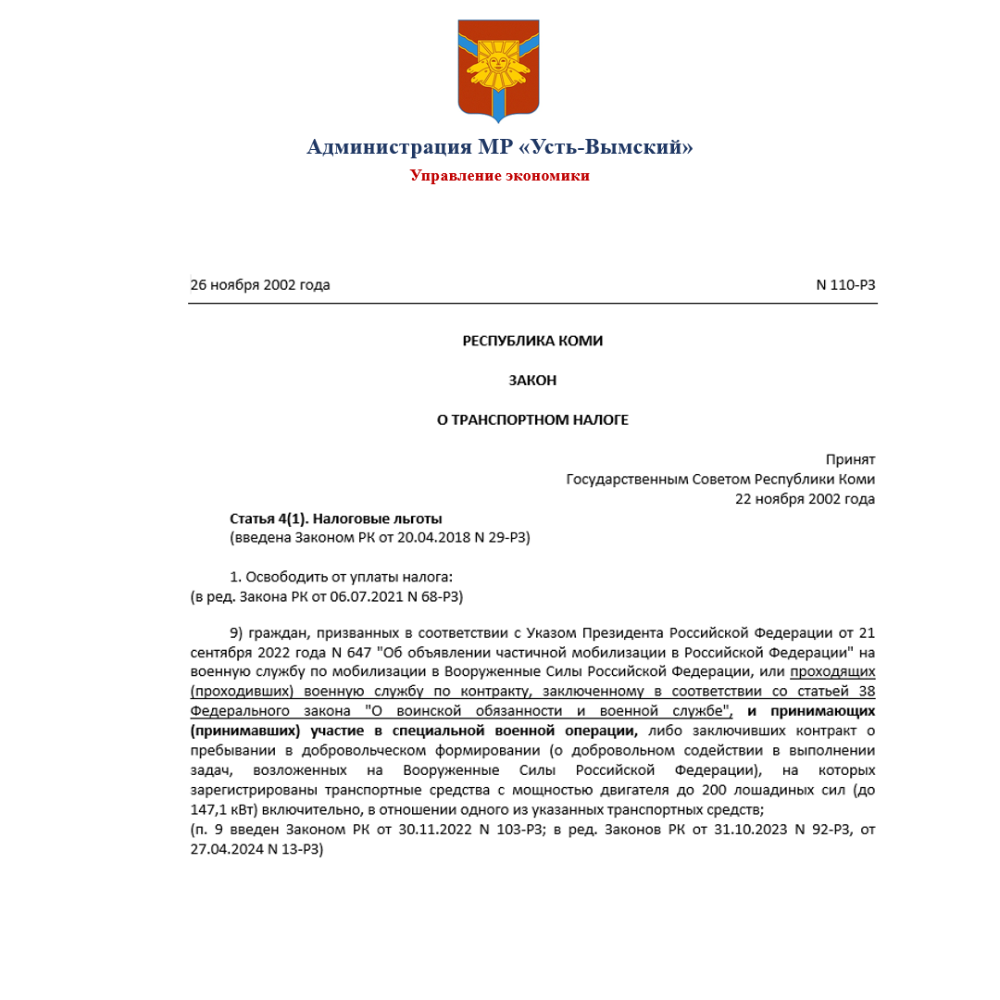 Администрация МР «Усть-Вымский»
Управление экономики
26 ноября 2002 года N 110-РЗ
РЕСПУБЛИКА КОМИ
ЗАКОН
О ТРАНСПОРТНОМ НАЛОГЕ
Принят
Государственным Советом Республики Коми
22 ноября 2002 года
Статья 4(1). Налоговые льготы
(введена Законом РК от 20.04.2018 N 29-РЗ)
1. Освободить от уплаты налога:
(в ред. Закона РК от 06.07.2021 N 68-РЗ)
9) граждан, призванных в соответствии с Указом Президента Российской Федерации от 21
сентября 2022 года N 647 "Об объявлении частичной мобилизации в Российской Федерации" на
военную службу по мобилизации в Вооруженные Силы Российской Федерации, или проходящих
(проходивших) военную службу по контракту, заключенному в соответствии со статьей 38
Федерального закона "О воинской обязанности и военной службе", и принимающих
(принимавших) участие в специальной военной операции, либо заключивших контракт о
пребывании в добровольческом формировании (о добровольном содействии в выполнении
задач, возложенных на Вооруженные Силы Российской Федерации), на которых
зарегистрированы транспортные средства с мощностью двигателя до 200 лошадиных сил (до
147,1 кВт) включительно, в отношении одного из указанных транспортных средств;
(п. 9 введен Законом РК от 30.11.2022 N 103-РЗ; в ред. Законов РК от 31.10.2023 N 92-РЗ, от
27.04.2024 N 13-РЗ)